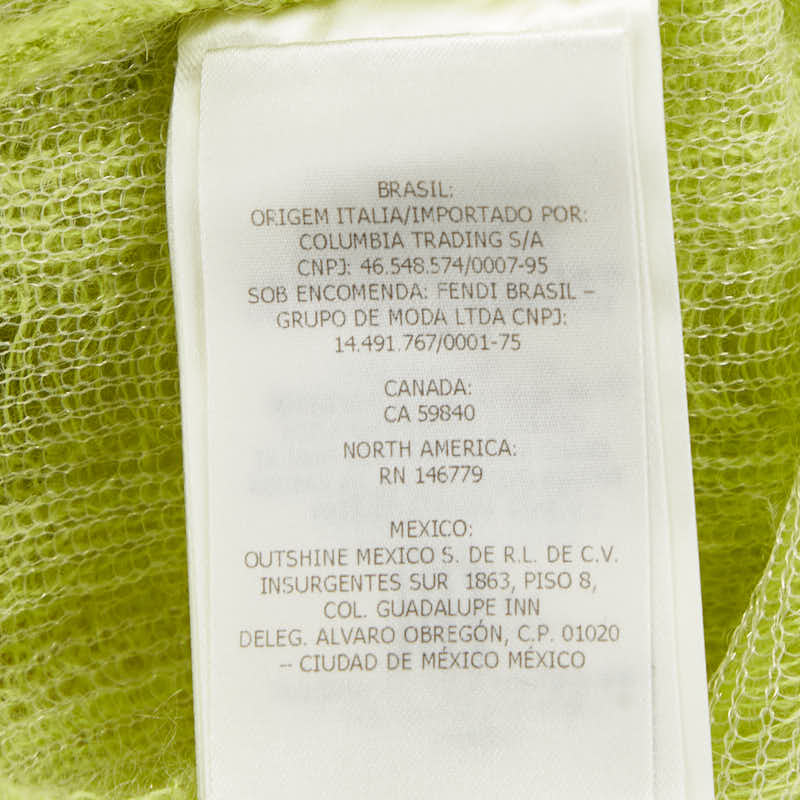 BRASIL:
ORIGEM ITALIA/IMPORTADO POR:
COLUMBIA TRADING S/A
CNPJ: 46.548.574/0007-95
SOB ENCOMENDA: FENDI BRASIL –
GRUPO DE MODA LTDA CNPJ:
14.491.767/0001-75
CANADA:
CA 59840
NORTH AMERICA:
RN 146779
MEXICO:
OUTSHINE MEXICO S. DE R.L. DE C.V.
INSURGENTES SUR 1863, PISO 8,
COL. GUADALUPE INN
DELEG. ALVARO OBREGÓN, C.P. 01020
– CIUDAD DE MÉXICO MÉXICO